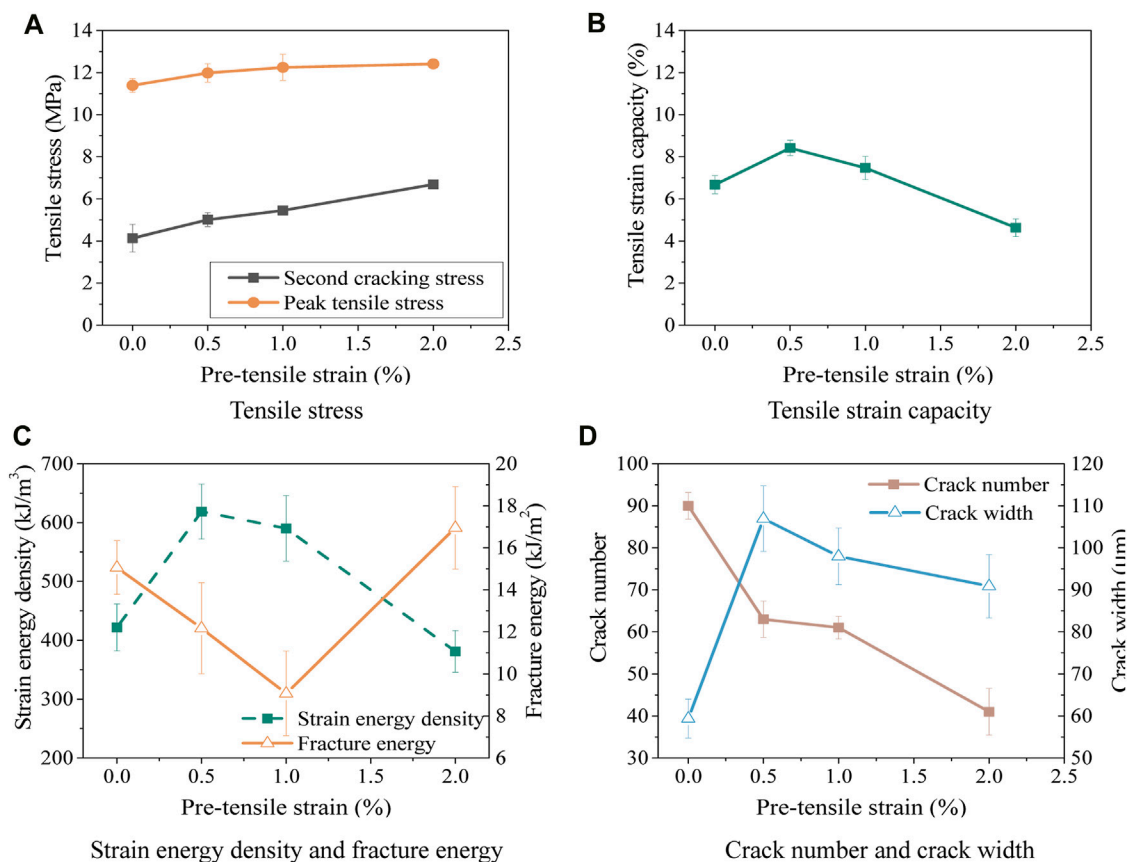 A
14
12
10
8
6
4
2
0
Tensile stress (MPa)
Second cracking stress
Peak tensile stress
0.0 0.5 1.0 1.5 2.0 2.5
Pre-tensile strain (%)
Tensile stress
B
14
12
10
8
6
4
2
0
Tensile strain capacity (%)
0.0 0.5 1.0 1.5 2.0 2.5
Pre-tensile strain (%)
Tensile strain capacity
C
700
600
500
400
300
200
Strain energy density (kJ/m³)
20
18
16
14
12
10
8
6
Fracture energy (kJ/m²)
Strain energy density
Fracture energy
0.0 0.5 1.0 1.5 2.0
Pre-tensile strain (%)
Strain energy density and fracture energy
D
100
90
80
70
60
50
40
30
Crack number
120
110
100
90
80
70
60
50
Crack width (μm)
Crack number
Crack width
0.0 0.5 1.0 1.5 2.0 2.5
Pre-tensile strain (%)
Crack number and crack width